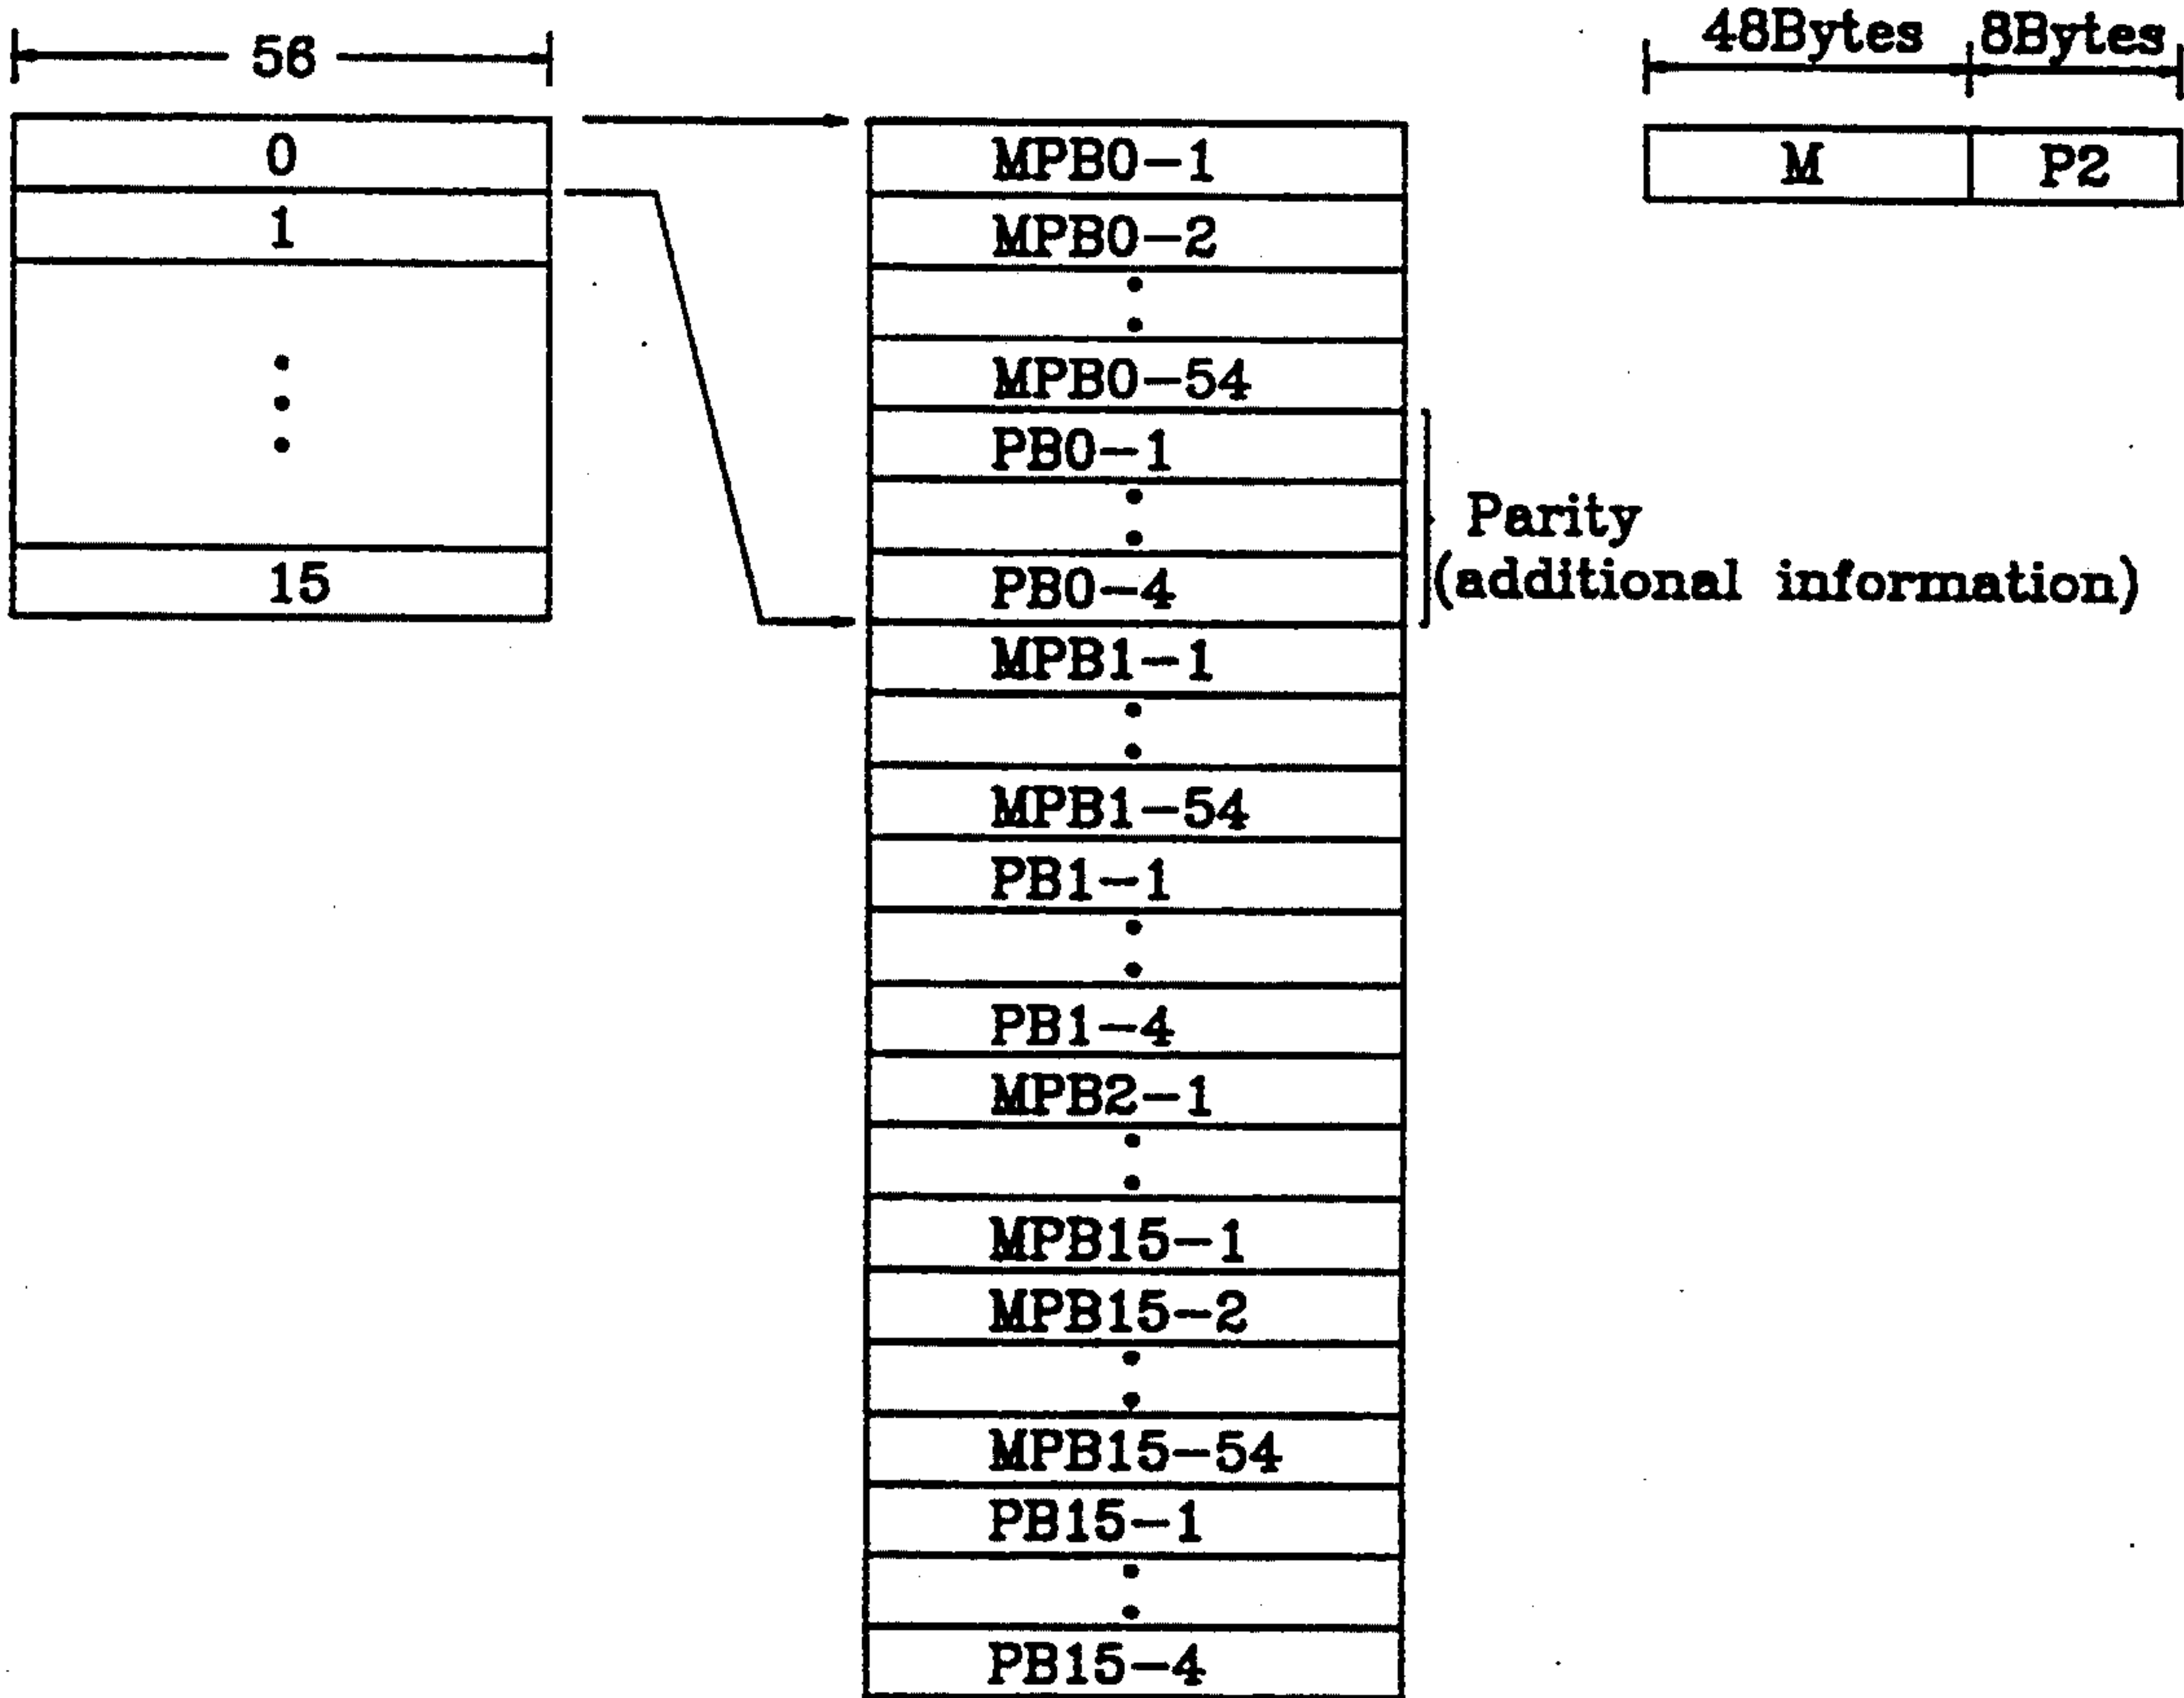 56
0
1
15
MPB0-1
MPB0-2
MPB0-54
PB0-1
PB0-4
MPB1-1
MPB1-54
PB1-1
PB1-4
MPB2-1
MPB15-1
MPB15-2
MPB15-54
PB15-1
PB15-4
Parity
(additional information)
48Bytes 8Bytes
M P2